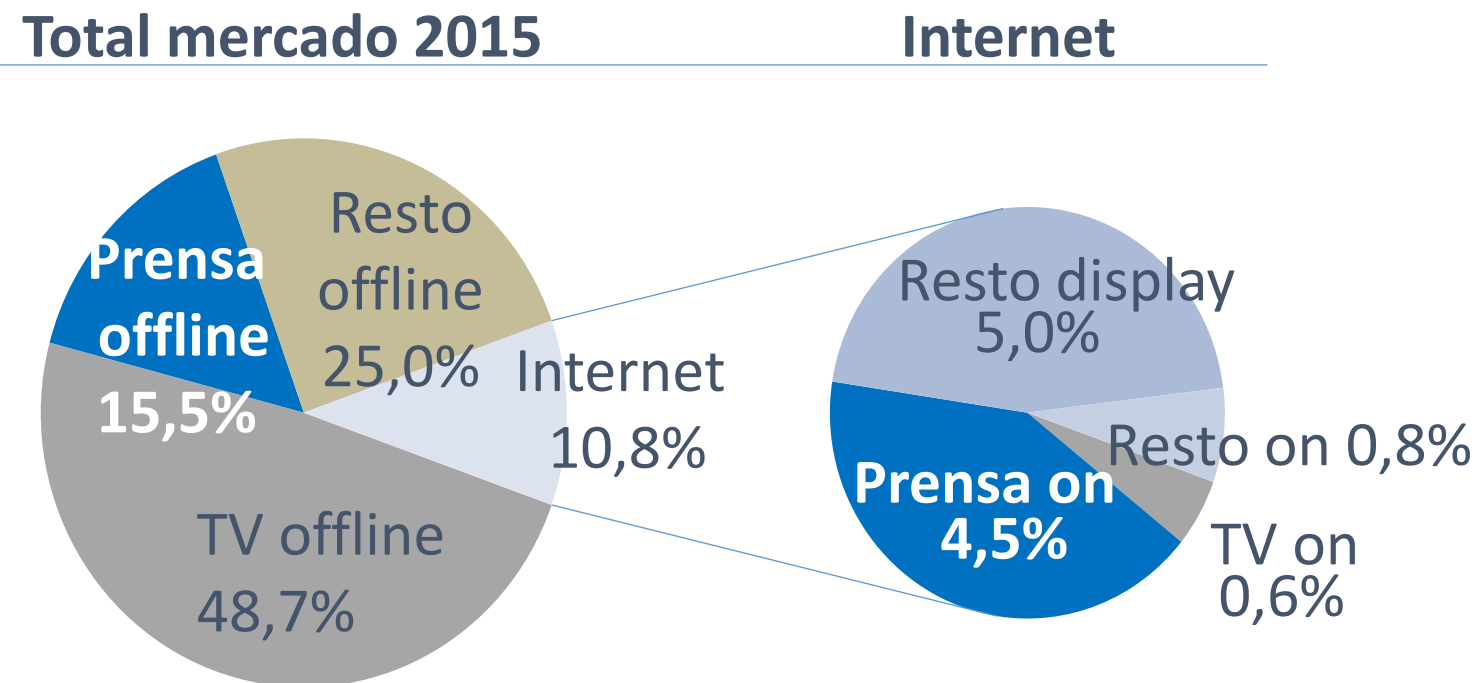 Total mercado 2015
Internet
Prensa
offline
15,5%
Resto
offline
25,0%
Internet
10,8%
TV offline
48,7%
Resto display
5,0%
Resto on 0,8%
Prensa on
4,5%
TV on
0,6%